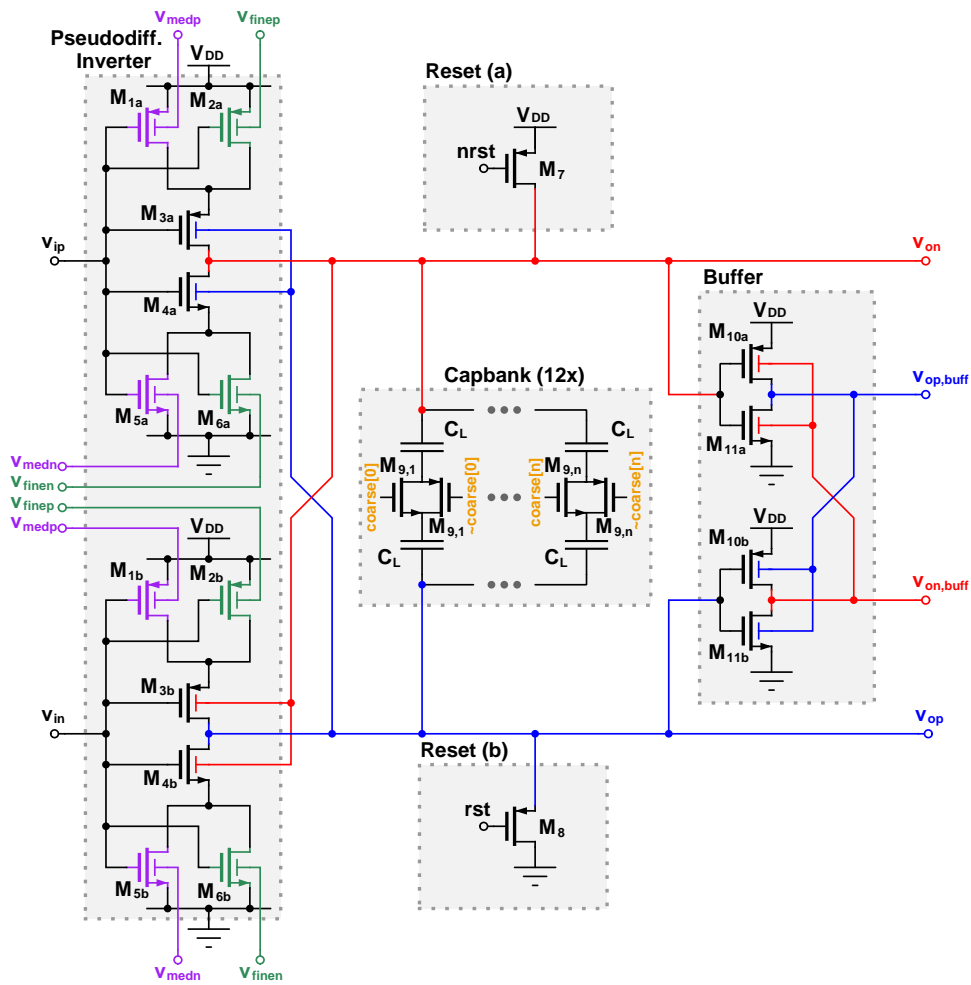 vmedp
vfinep
Pseudodiff.
Inverter
VDD
M1a
M2a
Reset (a)
VDD
nrst
M7
M3a
vip
von
M4a
Buffer
VDD
M10a
Capbank (12x)
vop,buff
CL
CL
M5a
M6a
M11a
vmedn
vfinen
coarse[0]
M9,1
~coarse[0]
coarse[n]
M9,n
~coarse[n]
M9,1
M9,n
vfinep
vmedp
VDD
VDD
M10b
CL
CL
M1b
M2b
von,buff
M11b
M3b
vin
vop
Reset (b)
M4b
rst
M8
M5b
M6b
vmedn
vfinen